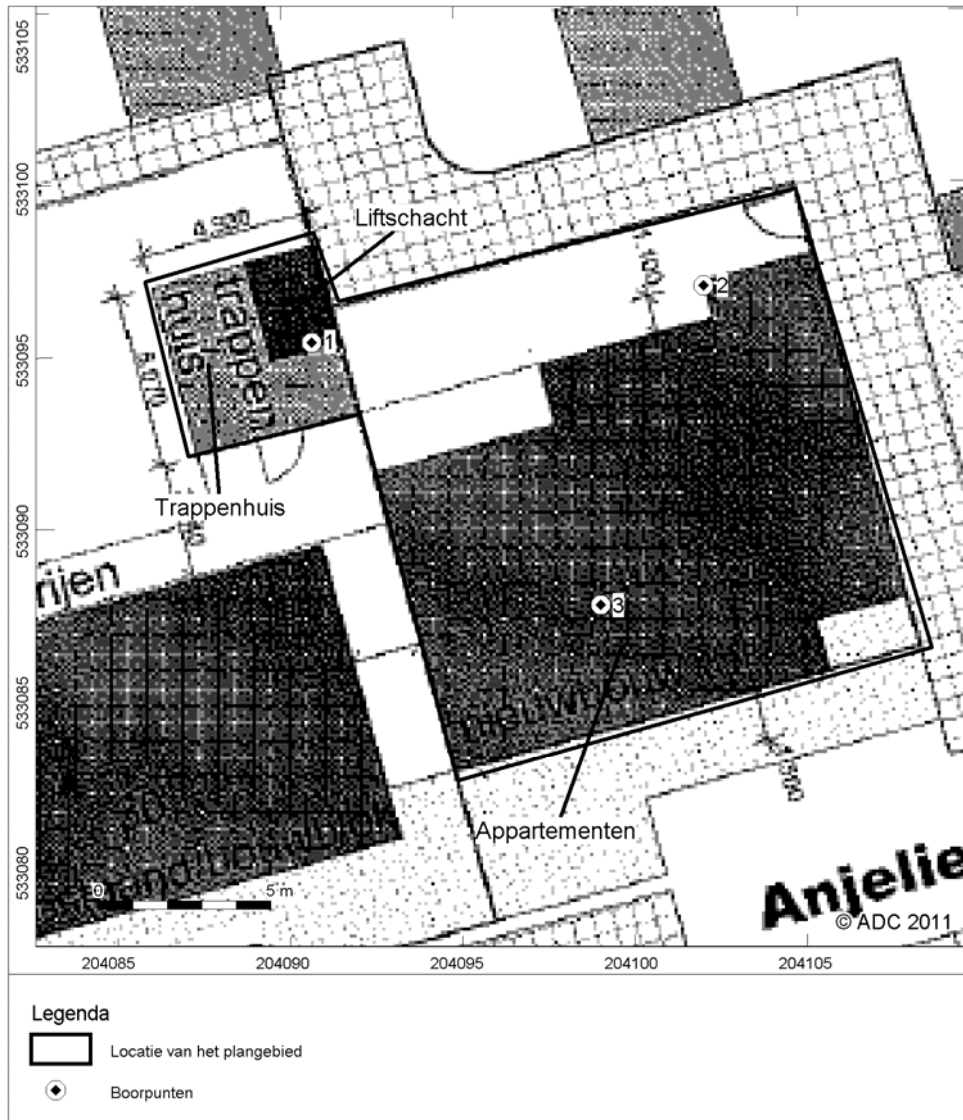 533105
533100
533095
533090
533085
533080
4.930
Liftschacht
trappen
huis
1
2
Trappenhuis
rijen
3
Appartementen
0
5 m
Anjelie
© ADC 2011
204085
204090
204095
204100
204105
Legenda
Locatie van het plangebied
Boorpunten